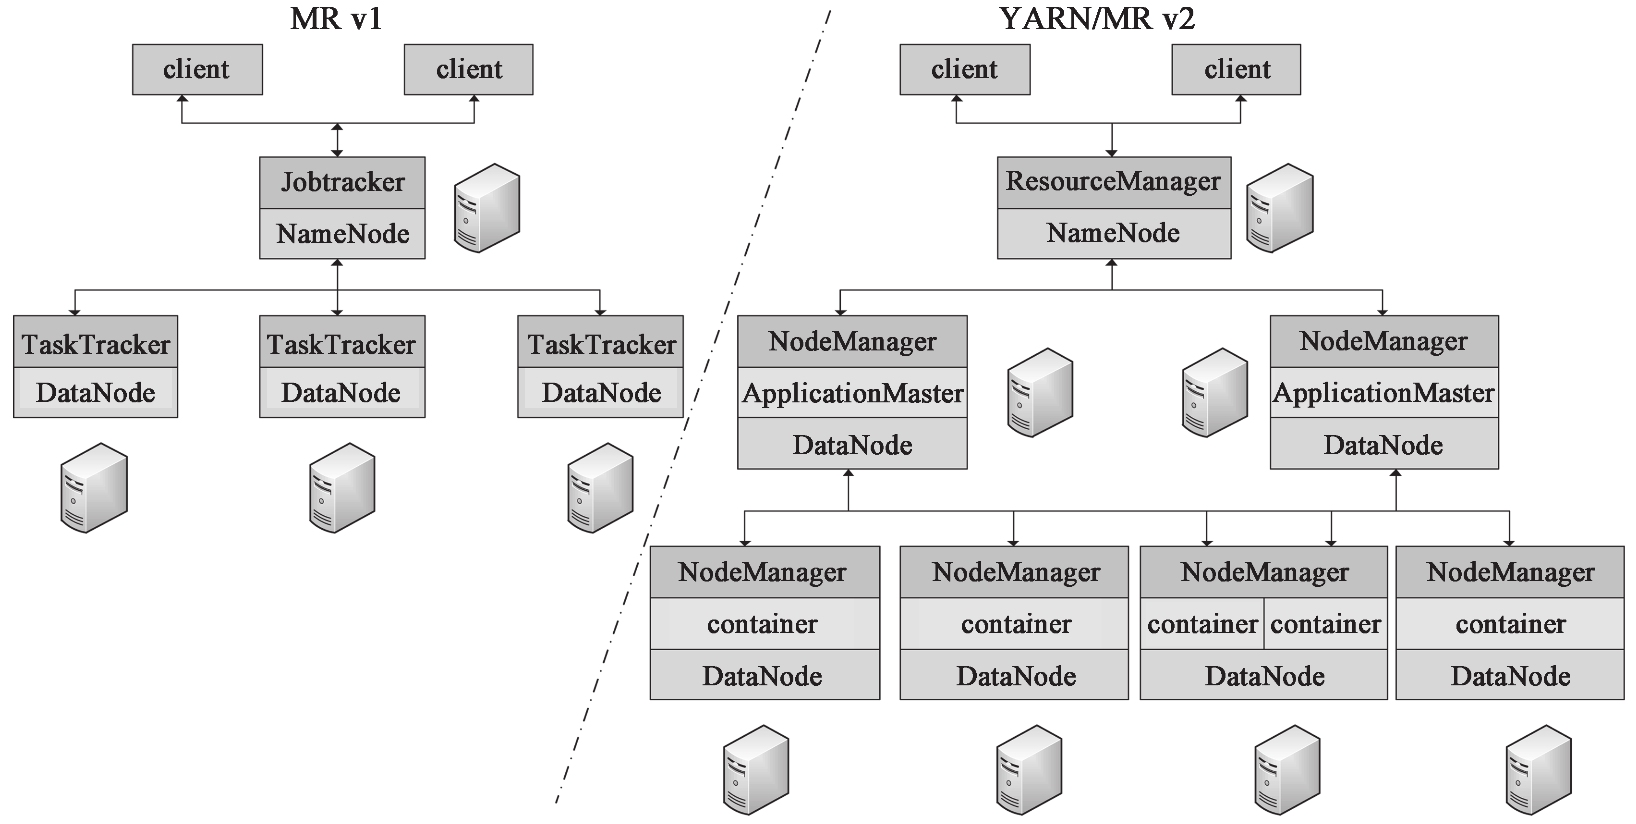 MR v1
client
client
Jobtracker
NameNode
TaskTracker
DataNode
TaskTracker
DataNode
TaskTracker
DataNode
YARN/MR v2
client
client
ResourceManager
NameNode
NodeManager
ApplicationMaster
DataNode
NodeManager
ApplicationMaster
DataNode
NodeManager
container
DataNode
NodeManager
container
DataNode
NodeManager
container
container
DataNode
NodeManager
container
DataNode